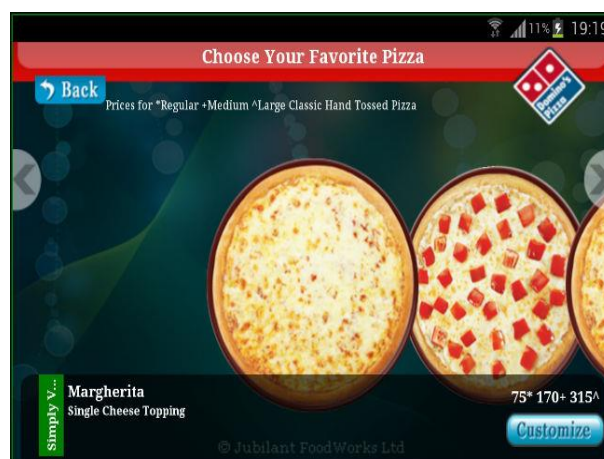 11% 19:19
Choose Your Favorite Pizza
Back
Domino's
Pizza
Prices for *Regular +Medium ^Large Classic Hand Tossed Pizza
Simply V...
Margherita
Single Cheese Topping
75* 170+ 315^
Customize
© Jubilant FoodWorks Ltd